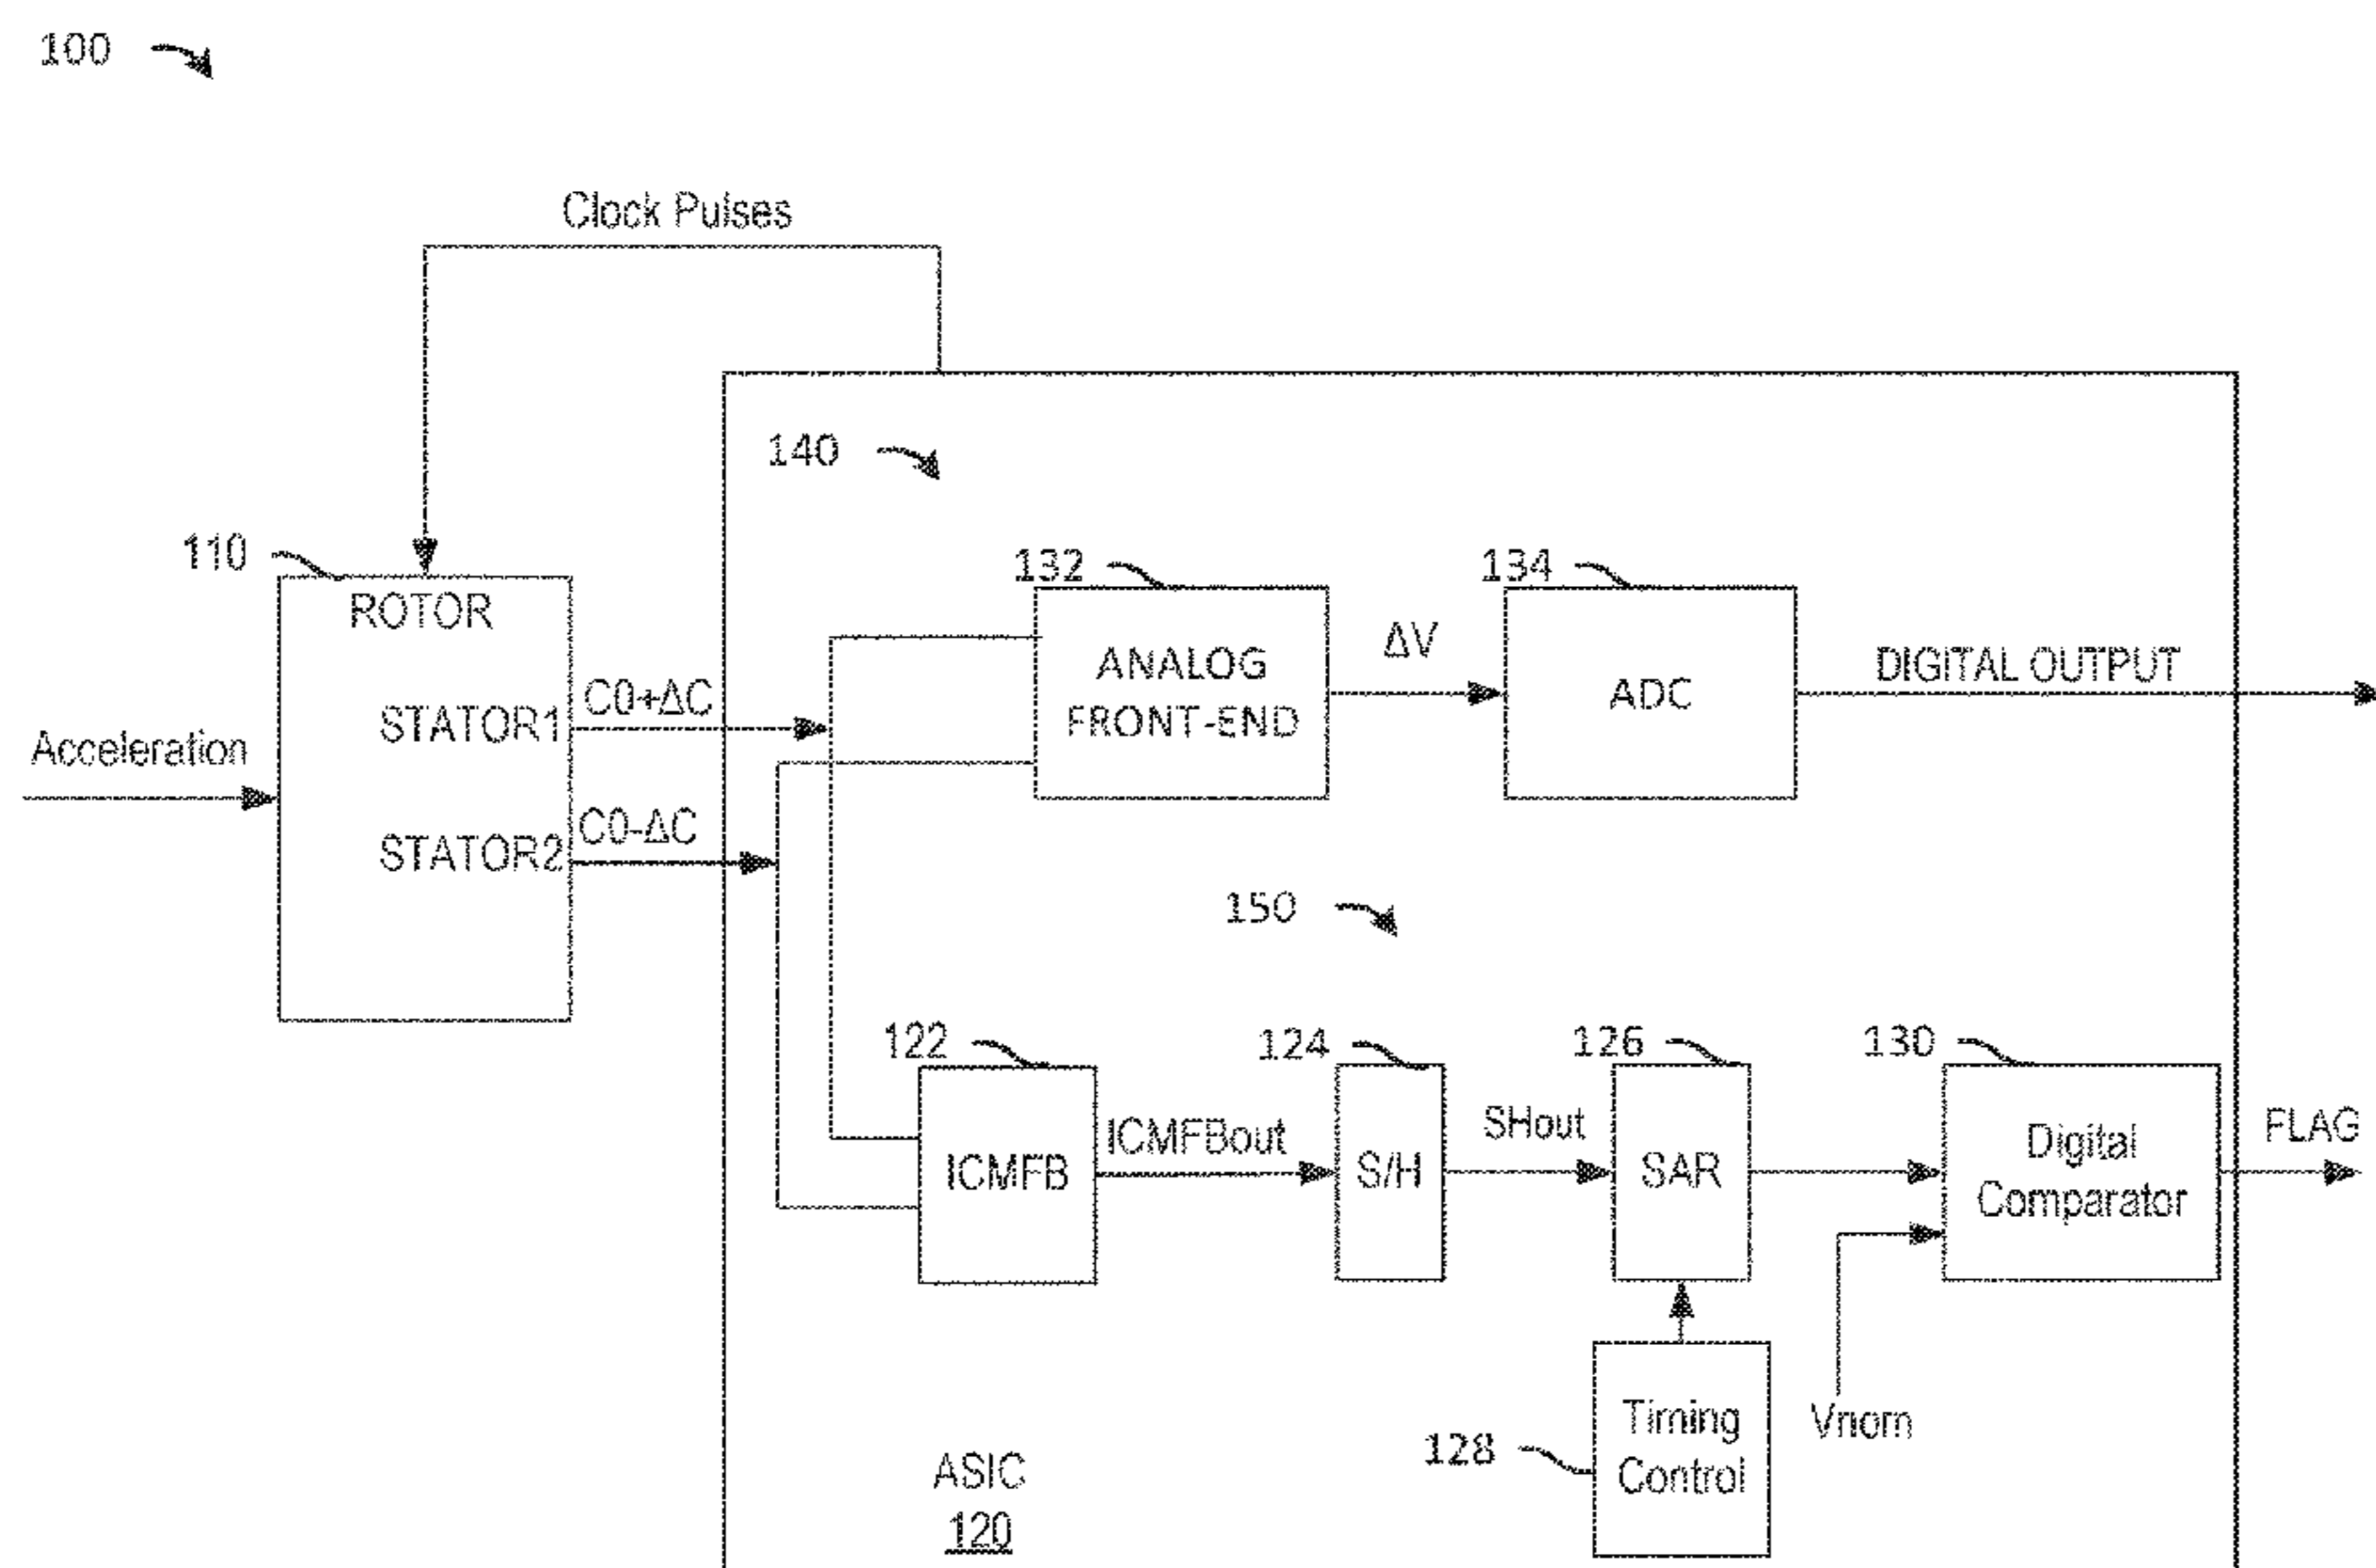 100
Clock Pulses
140
110
ROTOR
132
134
ANALOG
FRONT-END
ΔV
ADC
DIGITAL OUTPUT
STATOR1
C0+ΔC
Acceleration
STATOR2
C0-ΔC
150
122
124
126
130
ICMFB
ICMFBout
S/H
SHout
SAR
Digital
Comparator
FLAG
128
Timing
Control
Vnom
ASIC
120